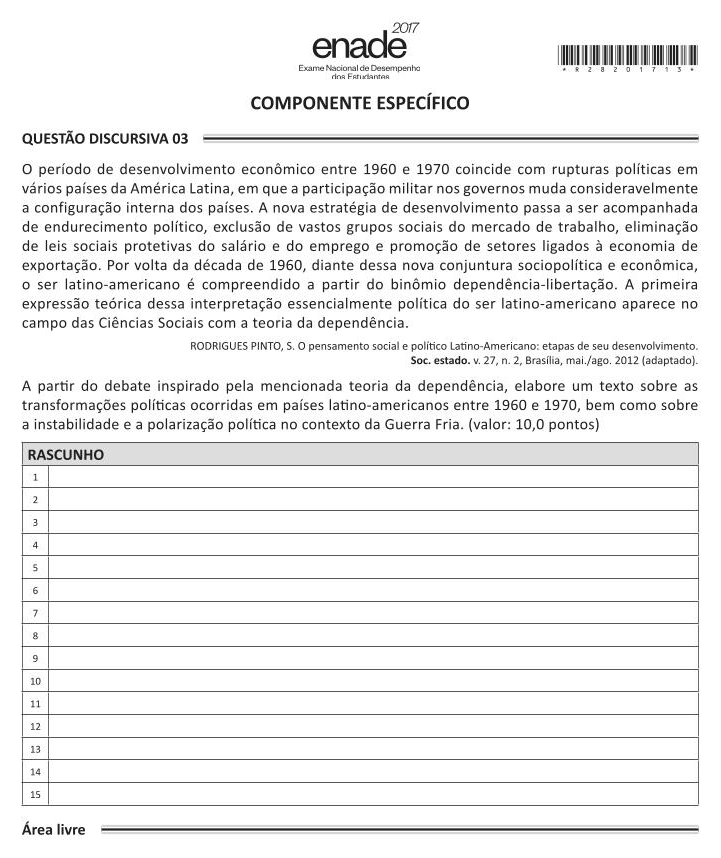 2017
enade
Exame Nacional de Desempenho
dos Estudantes
* R 2 8 2 0 1 7 1 3 *
COMPONENTE ESPECÍFICO
QUESTÃO DISCURSIVA 03
O período de desenvolvimento econômico entre 1960 e 1970 coincide com rupturas políticas em
vários países da América Latina, em que a participação militar nos governos muda consideravelmente
a configuração interna dos países. A nova estratégia de desenvolvimento passa a ser acompanhada
de endurecimento político, exclusão de vastos grupos sociais do mercado de trabalho, eliminação
de leis sociais protetivas do salário e do emprego e promoção de setores ligados à economia de
exportação. Por volta da década de 1960, diante dessa nova conjuntura sociopolítica e econômica,
o ser latino-americano é compreendido a partir do binômio dependência-libertação. A primeira
expressão teórica dessa interpretação essencialmente política do ser latino-americano aparece no
campo das Ciências Sociais com a teoria da dependência.
RODRIGUES PINTO, S. O pensamento social e político Latino-Americano: etapas de seu desenvolvimento.
Soc. estado. v. 27, n. 2, Brasília, mai./ago. 2012 (adaptado).
A partir do debate inspirado pela mencionada teoria da dependência, elabore um texto sobre as
transformações políticas ocorridas em países latino-americanos entre 1960 e 1970, bem como sobre
a instabilidade e a polarização política no contexto da Guerra Fria. (valor: 10,0 pontos)
RASCUNHO
1
2
3
4
5
6
7
8
9
10
11
12
13
14
15
Área livre